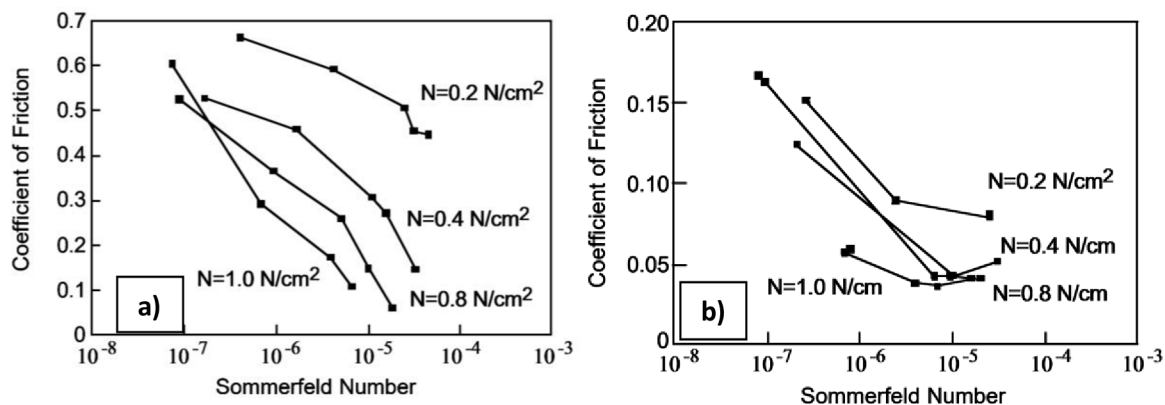 0.7
0.6
0.5
0.4
0.3
0.2
0.1
0
Coefficient of Friction
N=0.2 N/cm²
N=0.4 N/cm²
N=1.0 N/cm²
N=0.8 N/cm²
a)
10⁻⁸ 10⁻⁷ 10⁻⁶ 10⁻⁵ 10⁻⁴ 10⁻³
Sommerfeld Number
0.20
0.15
0.10
0.05
0
Coefficient of Friction
N=0.2 N/cm²
N=0.4 N/cm
N=1.0 N/cm
N=0.8 N/cm
b)
10⁻⁸ 10⁻⁷ 10⁻⁶ 10⁻⁵ 10⁻⁴ 10⁻³
Sommerfeld Number